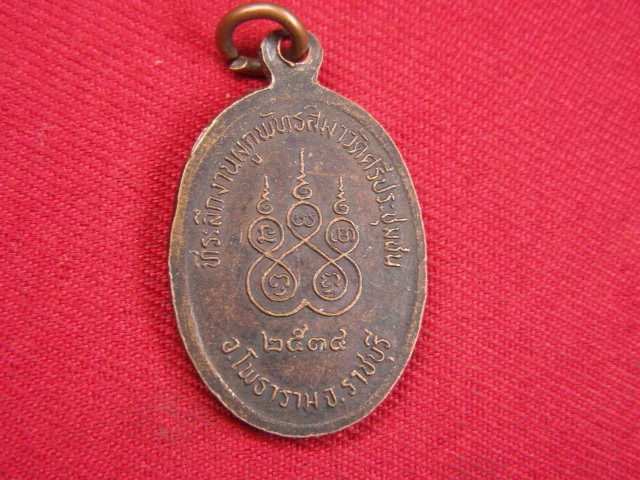 ที่ระลึกงานผูกพัทธสีมาวัดศรีประชุมชน
๒๕๓๔
อ.โพธาราม จ.ราชบุรี